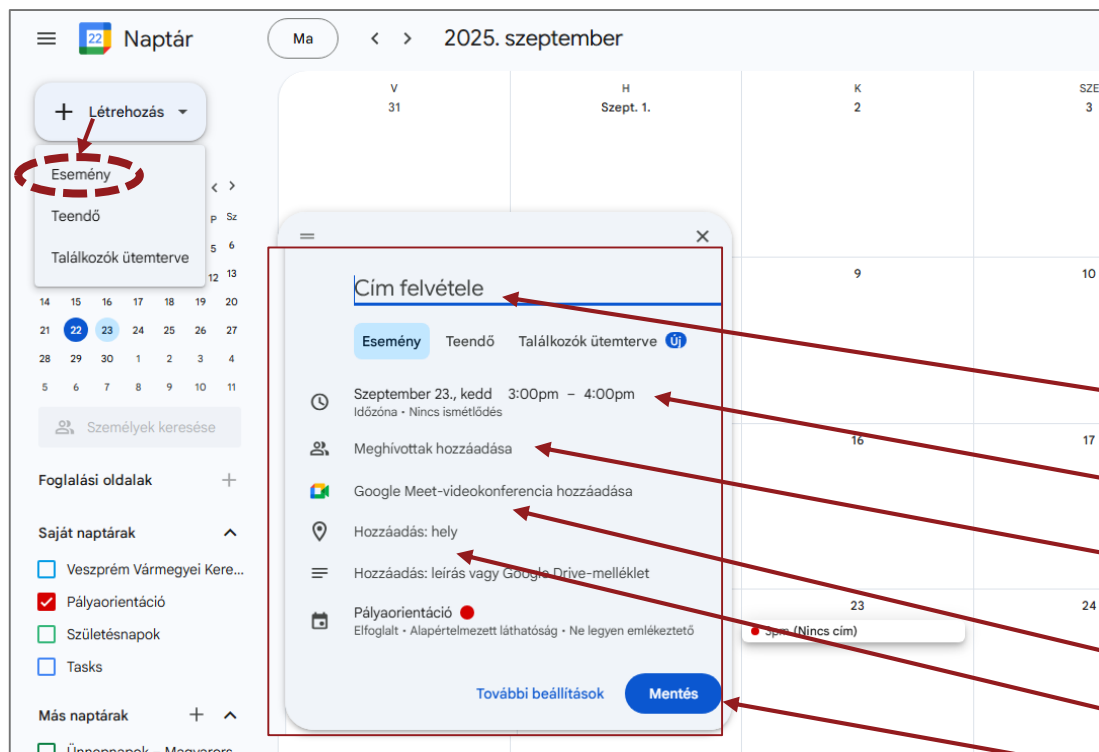 22 Naptár
Ma
2025. szeptember
Létrehozás
Esemény
Teendő
Találkozók ütemterve
P Sz
5 6
12 13
14 15 16 17 18 19 20
21 22 23 24 25 26 27
28 29 30 1 2 3 4
5 6 7 8 9 10 11
Személyek keresése
Foglalási oldalak
Saját naptárak
Veszprém Vármegyei Kere...
Pályaorientáció
Születésnapok
Tasks
Más naptárak
Ünnepnapok – Magyarors...
V H K SZE
31 Szept. 1. 2 3
9 10
16 17
23 24
3pm (Nincs cím)
Cím felvétele
Esemény Teendő Találkozók ütemterve Új
Szeptember 23., kedd 3:00pm – 4:00pm
Időzóna • Nincs ismétlődés
Meghívottak hozzáadása
Google Meet-videokonferencia hozzáadása
Hozzáadás: hely
Hozzáadás: leírás vagy Google Drive-melléklet
Pályaorientáció
Elfoglalt • Alapértelmezett láthatóság • Ne legyen emlékeztető
További beállítások Mentés